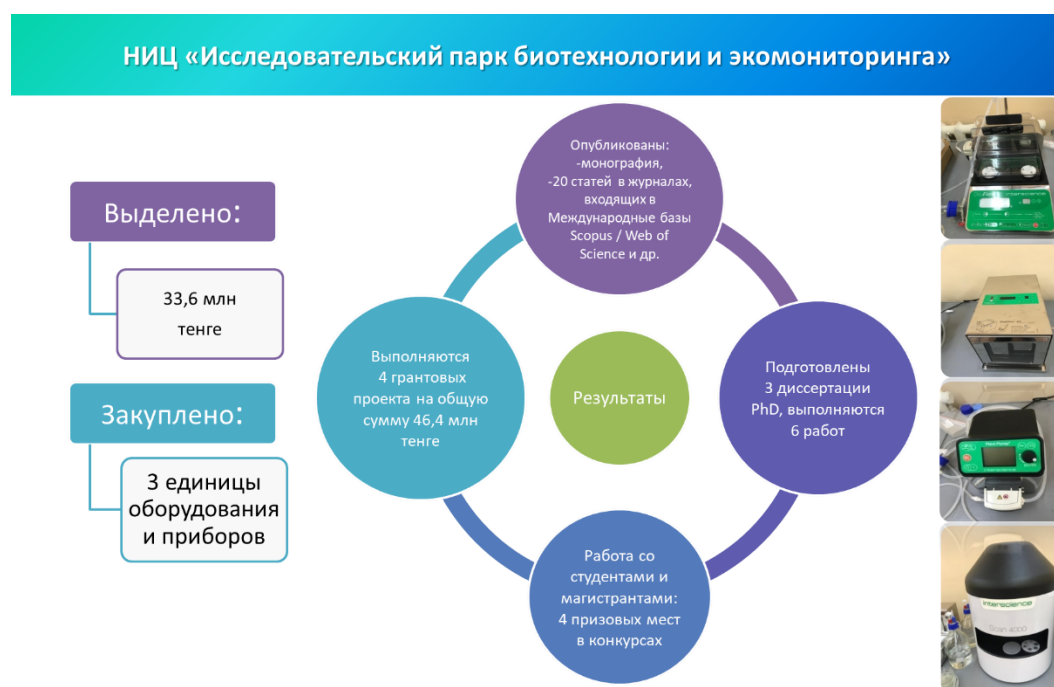 НИЦ «Исследовательский парк биотехнологии и экомониторинга»
Выделено:
33,6 млн
тенге
Закуплено:
3 единицы
оборудования
и приборов
Опубликованы:
-монография,
-20 статей в журналах,
входящих в
Международные базы
Scopus / Web of
Science и др.
Выполняются
4 грантовых
проекта на общую
сумму 46,4 млн
тенге
Результаты
Подготовлены
3 диссертации
PhD, выполняются
6 работ
Работа со
студентами и
магистрантами:
4 призовых мест
в конкурсах
interscience
Scan 4000